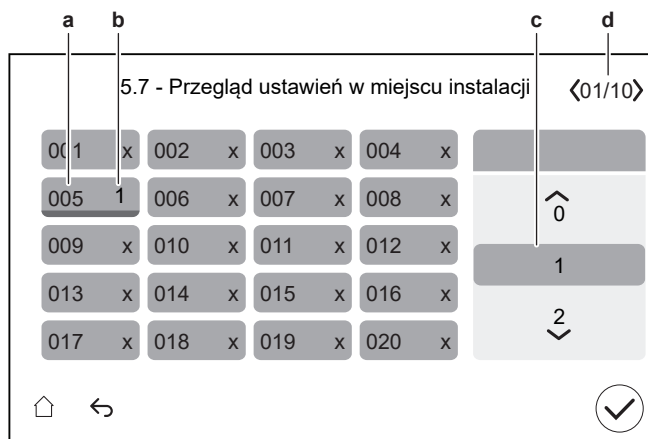 a b c d
5.7 - Przegląd ustawień w miejscu instalacji 01/10
001 x 002 x 003 x 004 x
005 1 006 x 007 x 008 x 0
009 x 010 x 011 x 012 x 1
013 x 014 x 015 x 016 x 2
017 x 018 x 019 x 020 x